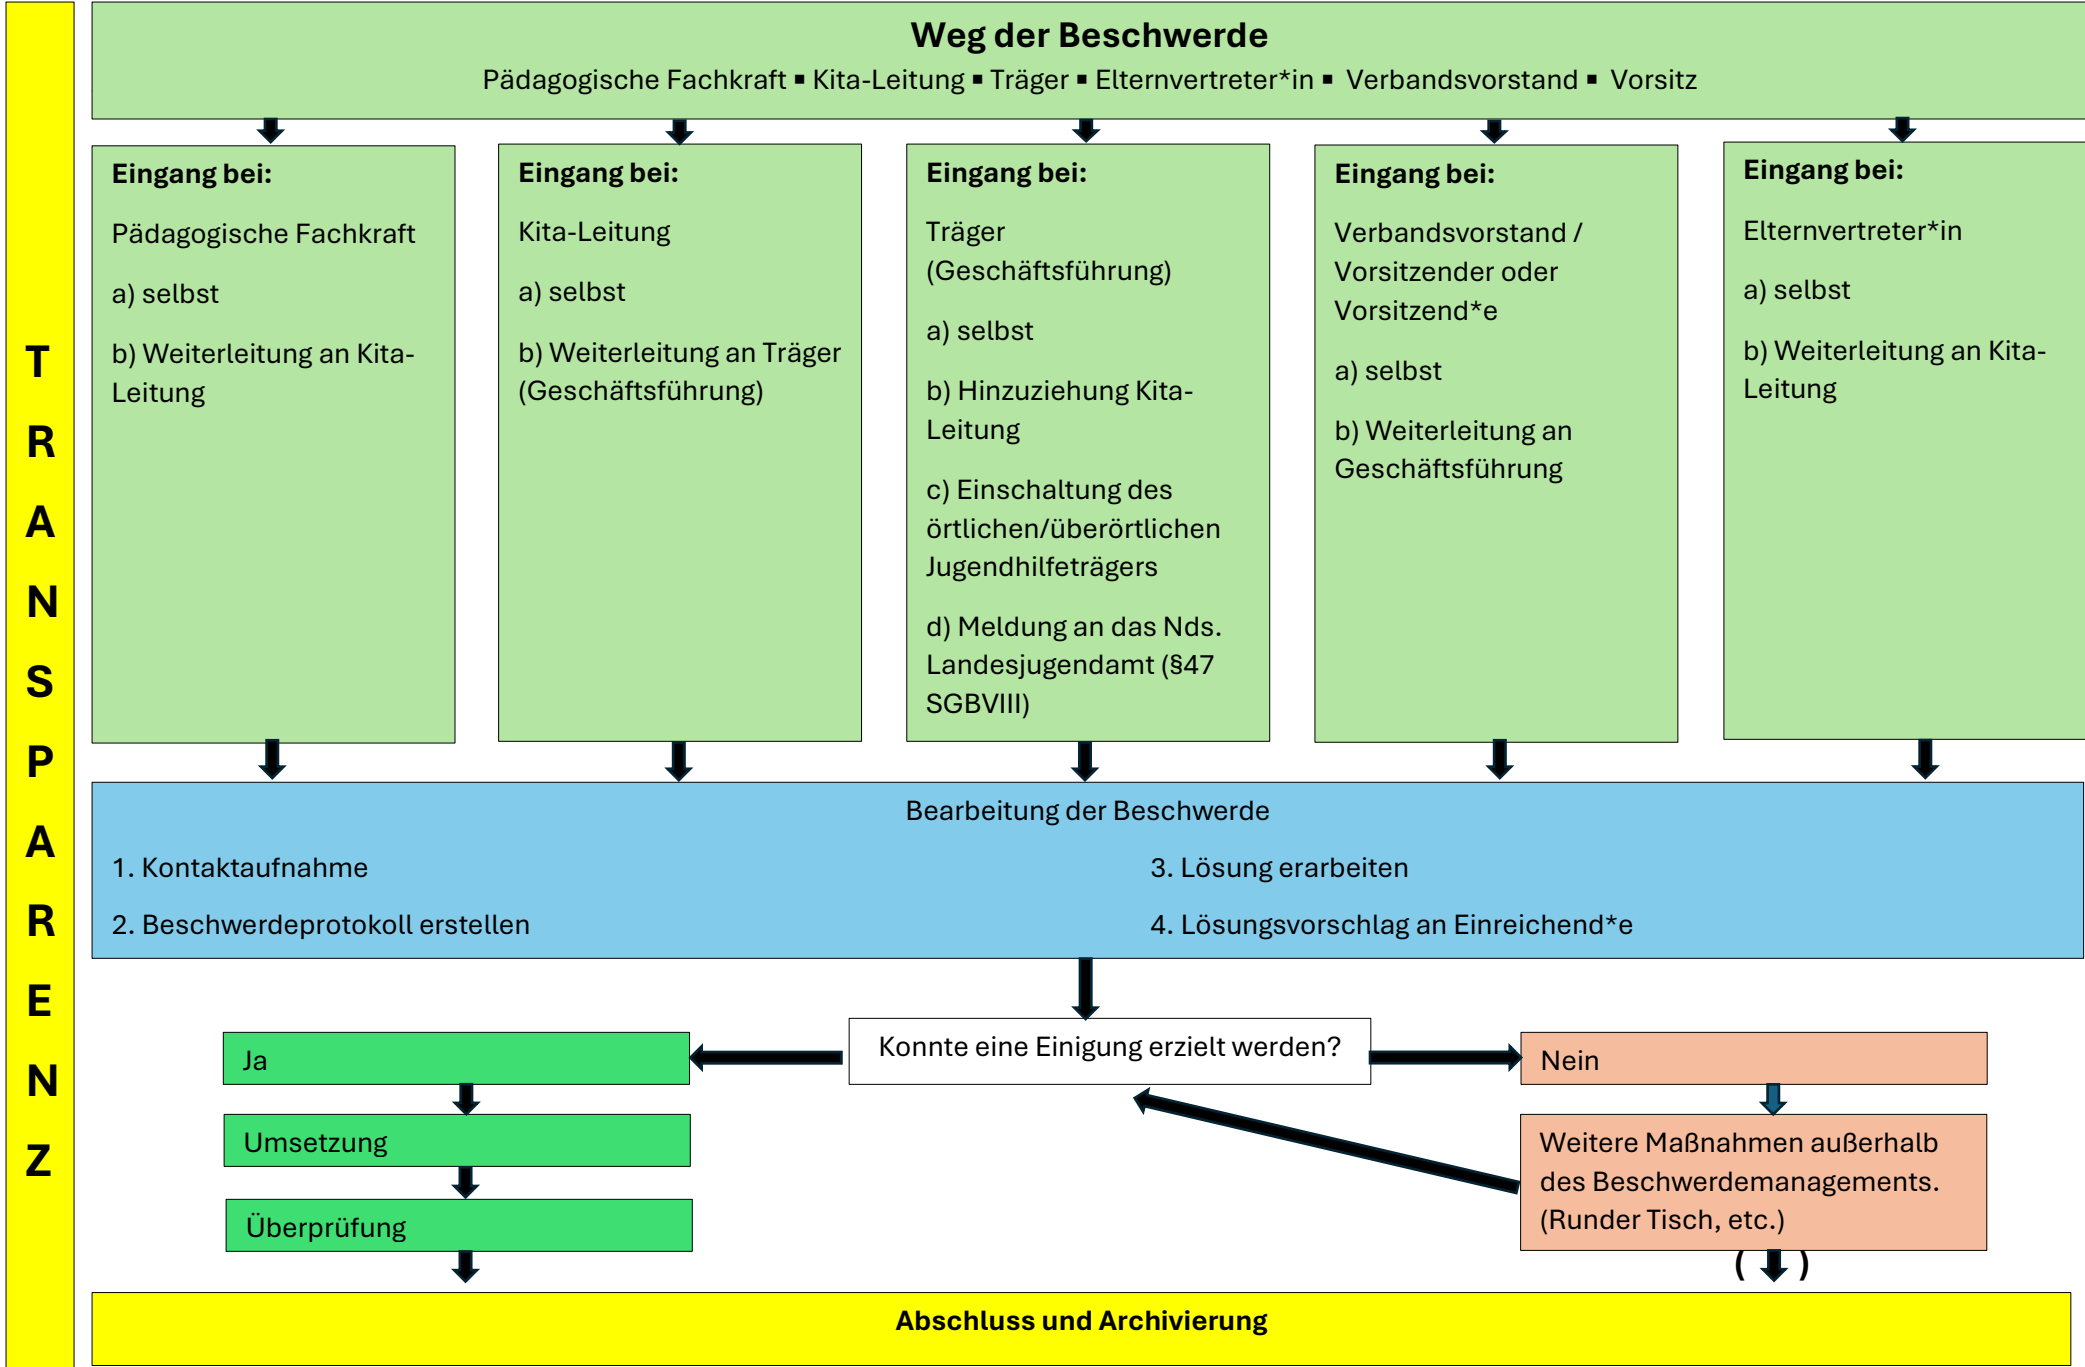 T
R
A
N
S
P
A
R
E
N
Z
Weg der Beschwerde
Pädagogische Fachkraft ▪ Kita-Leitung ▪ Träger ▪ Elternvertreter*in ▪ Verbandsvorstand ▪ Vorsitz
Eingang bei:
Pädagogische Fachkraft
a) selbst
b) Weiterleitung an Kita-
Leitung
Eingang bei:
Kita-Leitung
a) selbst
b) Weiterleitung an Träger
(Geschäftsführung)
Eingang bei:
Träger
(Geschäftsführung)
a) selbst
b) Hinzuziehung Kita-
Leitung
c) Einschaltung des
örtlichen/überörtlichen
Jugendhilfeträgers
d) Meldung an das Nds.
Landesjugendamt (§47
SGBVIII)
Eingang bei:
Verbandsvorstand /
Vorsitzender oder
Vorsitzend*e
a) selbst
b) Weiterleitung an
Geschäftsführung
Eingang bei:
Elternvertreter*in
a) selbst
b) Weiterleitung an Kita-
Leitung
Bearbeitung der Beschwerde
1. Kontaktaufnahme
2. Beschwerdeprotokoll erstellen
3. Lösung erarbeiten
4. Lösungsvorschlag an Einreichend*e
Konnte eine Einigung erzielt werden?
Ja
Umsetzung
Überprüfung
Nein
Weitere Maßnahmen außerhalb
des Beschwerdemanagements.
(Runder Tisch, etc.)
( )
Abschluss und Archivierung